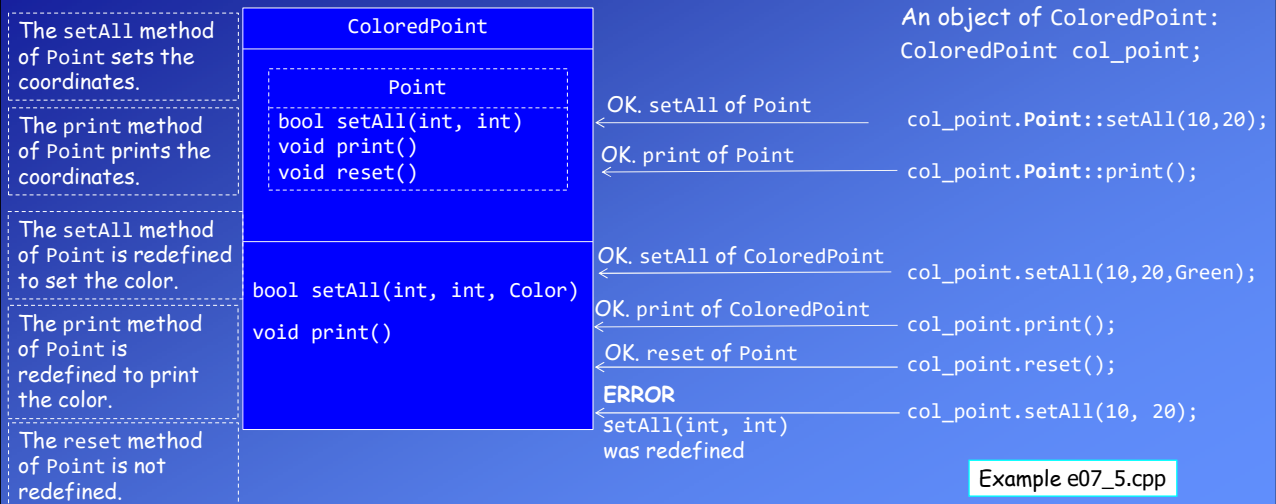 The setAll method
of Point sets the
coordinates.
The print method
of Point prints the
coordinates.
The setAll method
of Point is redefined
to set the color.
The print method
of Point is
redefined to print
the color.
The reset method
of Point is not
redefined.
ColoredPoint
Point
bool setAll(int, int)
void print()
void reset()
bool setAll(int, int, Color)
void print()
An object of ColoredPoint:
ColoredPoint col_point;
OK. setAll of Point
col_point.Point::setAll(10,20);
OK. print of Point
col_point.Point::print();
OK. setAll of ColoredPoint
col_point.setAll(10,20,Green);
OK. print of ColoredPoint
col_point.print();
OK. reset of Point
col_point.reset();
ERROR
setAll(int, int)
was redefined
col_point.setAll(10, 20);
Example e07_5.cpp